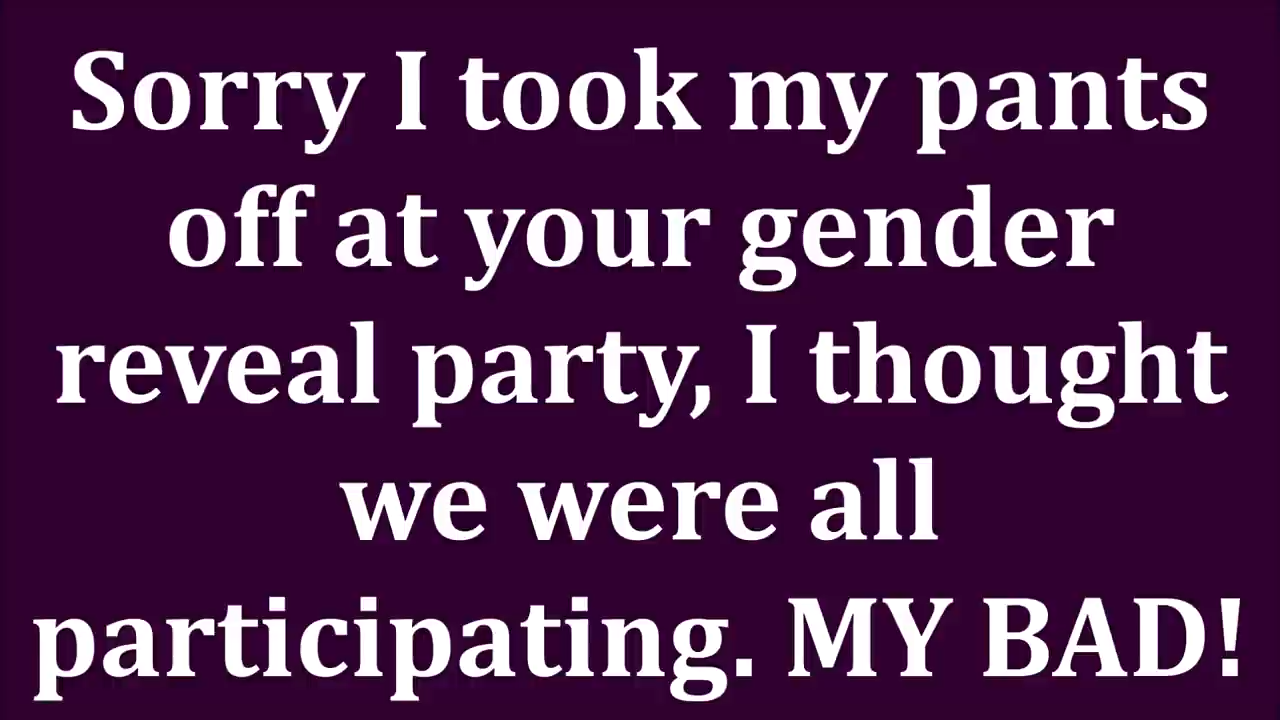 Sorry I took my pants
off at your gender
reveal party, I thought
we were all
participating. MY BAD!